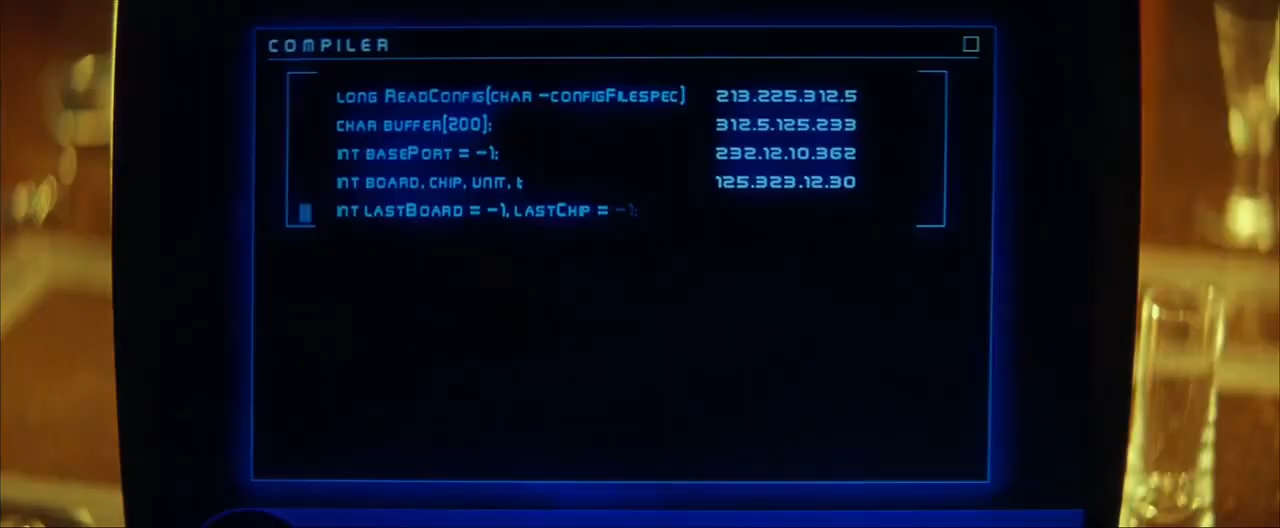 COMPILER
LONG READCONFIG(CHAR -CONFIGFILESPEC) 213.225.312.5
CHAR BUFFER[200]; 312.5.125.233
INT BASEPORT = -1; 232.12.10.362
INT BOARD, CHIP, UNIT, I; 125.323.12.30
INT LASTBOARD = -1, LASTCHIP = -1;